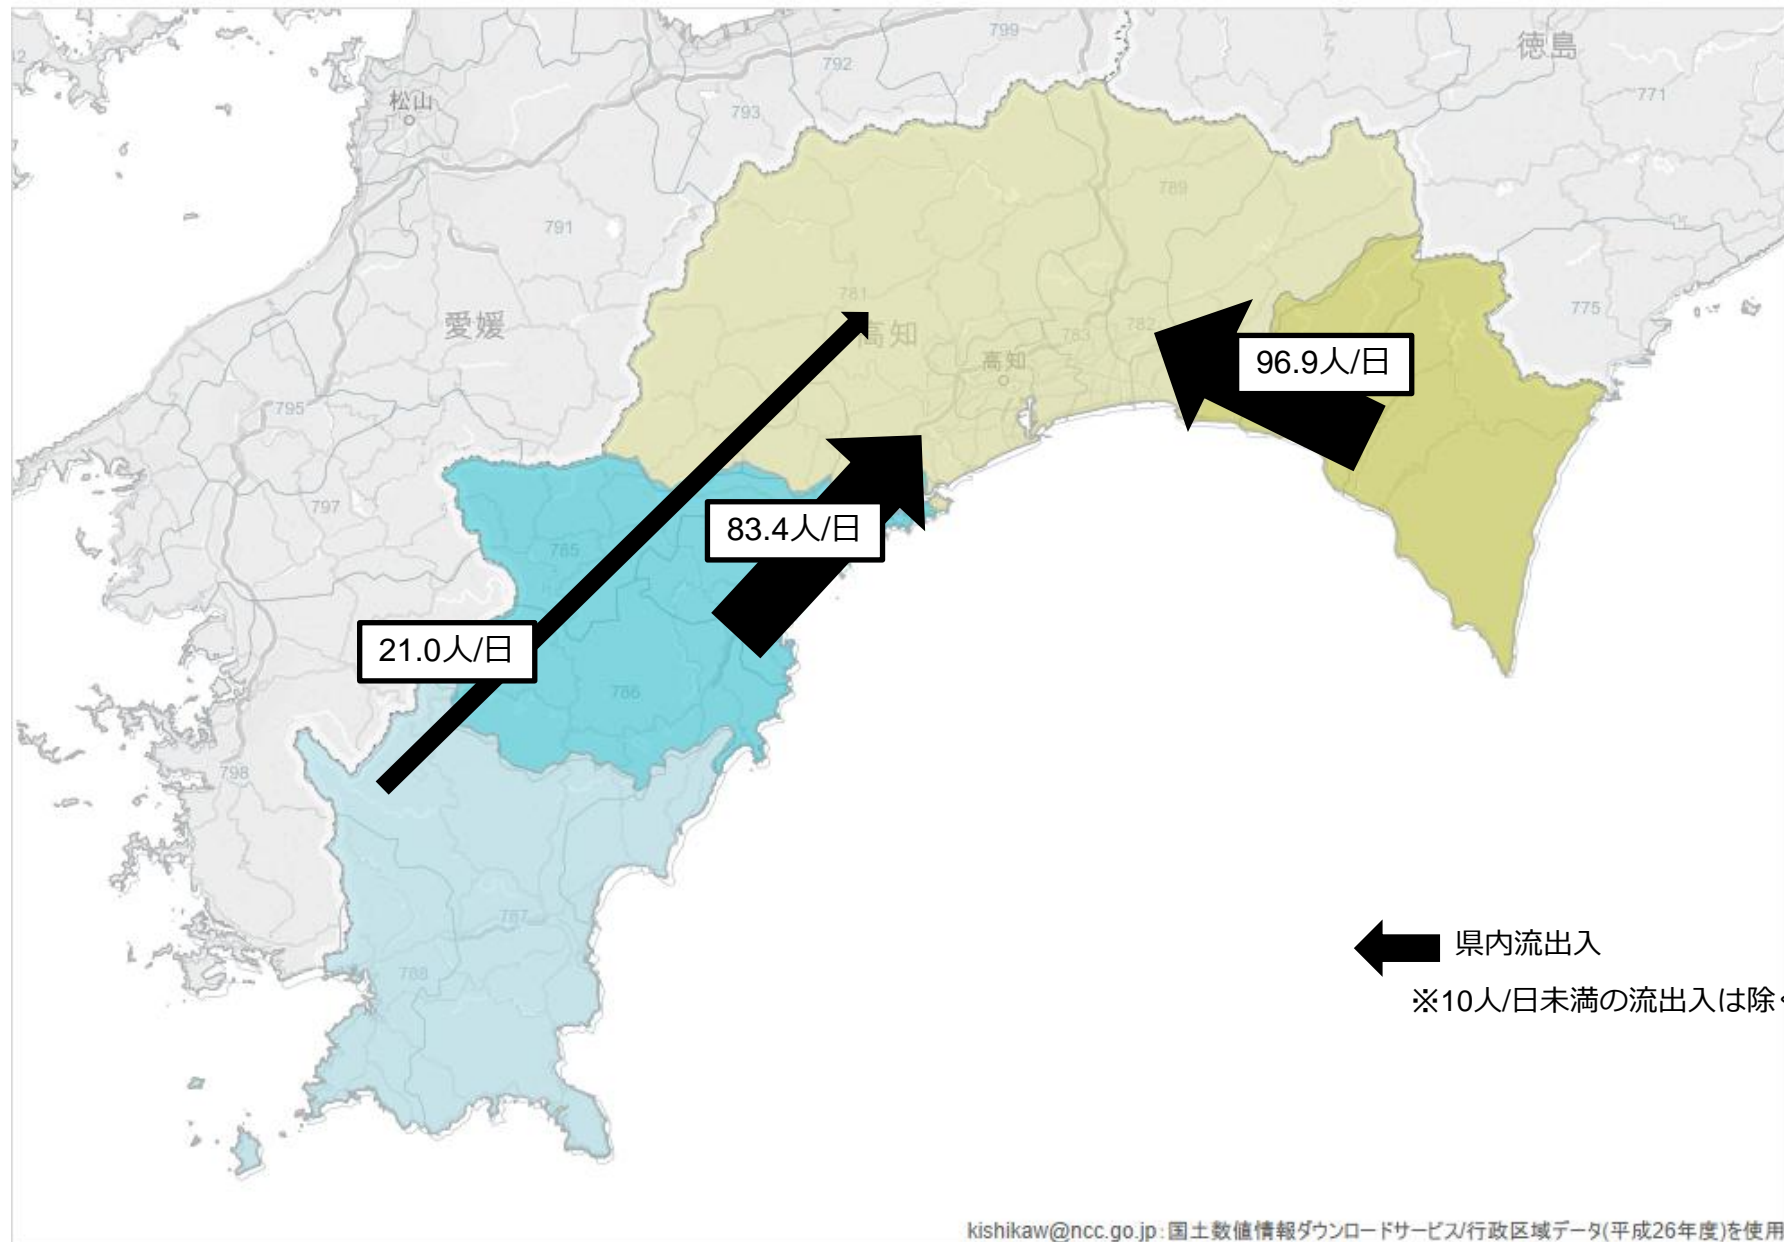 799
徳島
792
771
松山
793
789
791
781
775
愛媛
高知
783
782
高知
96.9人/日
795
797
83.4人/日
785
21.0人/日
786
798
787
県内流出入
788
※10人/日未満の流出入は除く
kishikaw@ncc.go.jp:国土数値情報ダウンロードサービス/行政区域データ(平成26年度)を使用